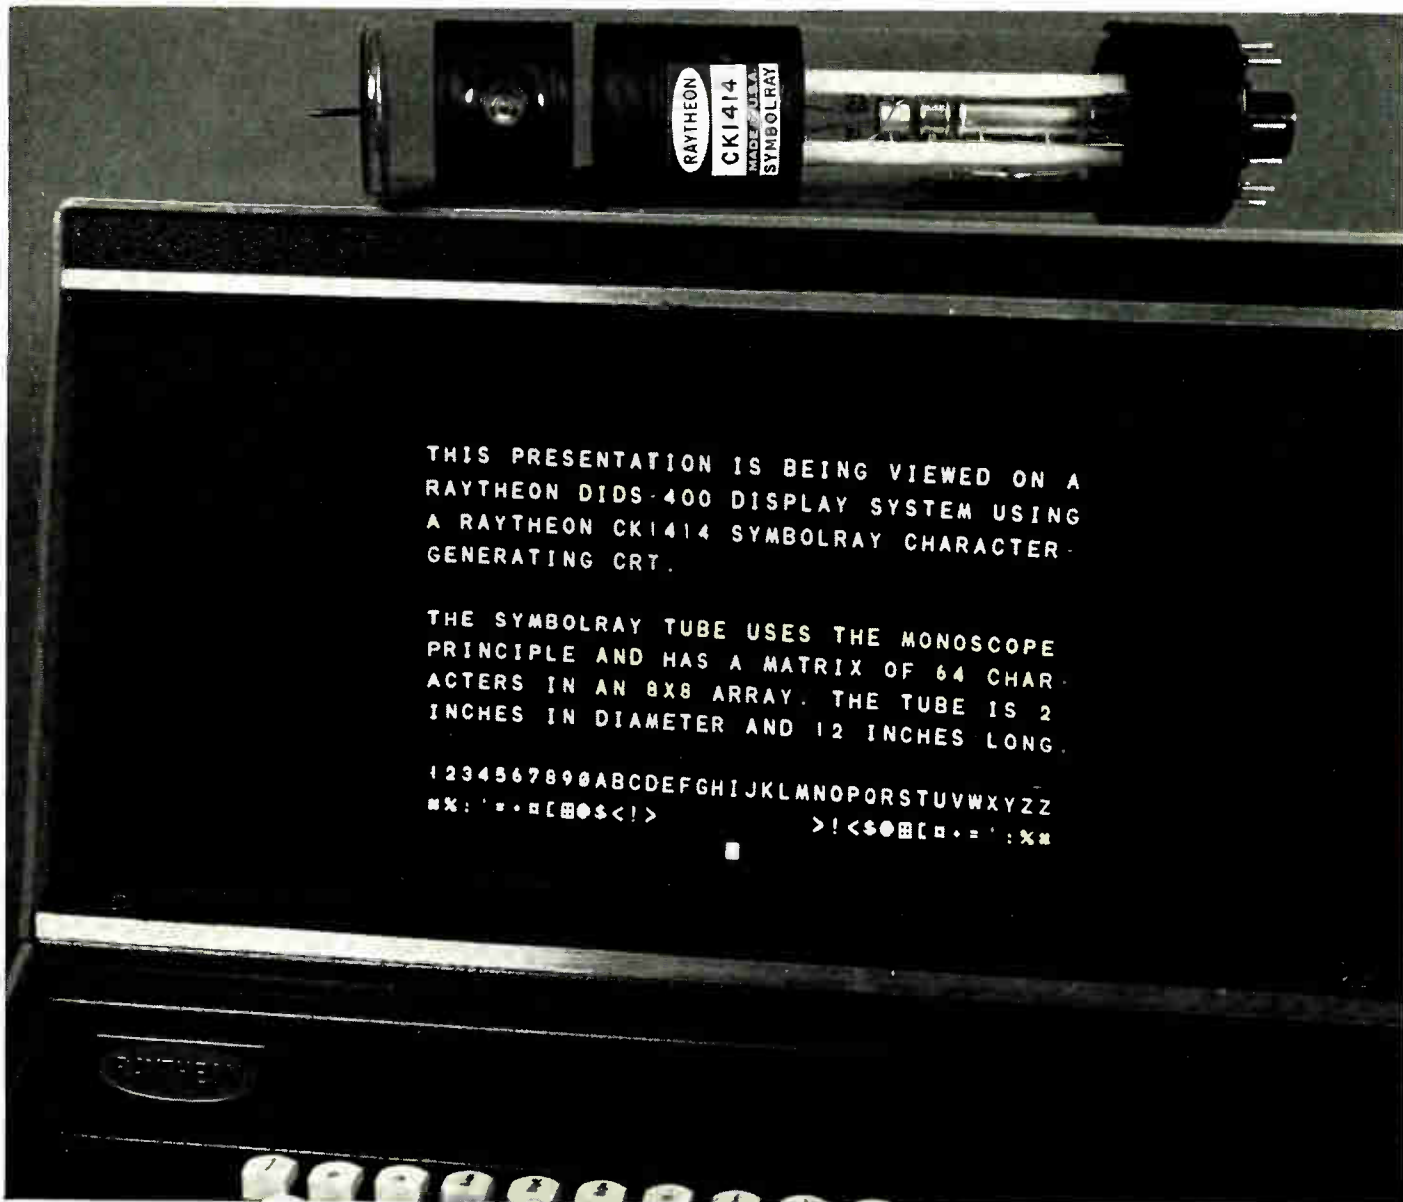 RAYTHEON
CK1414
MADE IN U.S.A.
SYMBOLRAY
THIS PRESENTATION IS BEING VIEWED ON A
RAYTHEON DIDS-400 DISPLAY SYSTEM USING
A RAYTHEON CK1414 SYMBOLRAY CHARACTER-
GENERATING CRT.
THE SYMBOLRAY TUBE USES THE MONOSCOPE
PRINCIPLE AND HAS A MATRIX OF 64 CHAR-
ACTERS IN AN 8X8 ARRAY. THE TUBE IS 2
INCHES IN DIAMETER AND 12 INCHES LONG.
1234567890ABCDEFGHIJKLMNOPQRSTUVWXYZZ
¤%:'=+¤[⊞●$<!> >!<$●⊞[¤+=':%¤
RAYTHEON